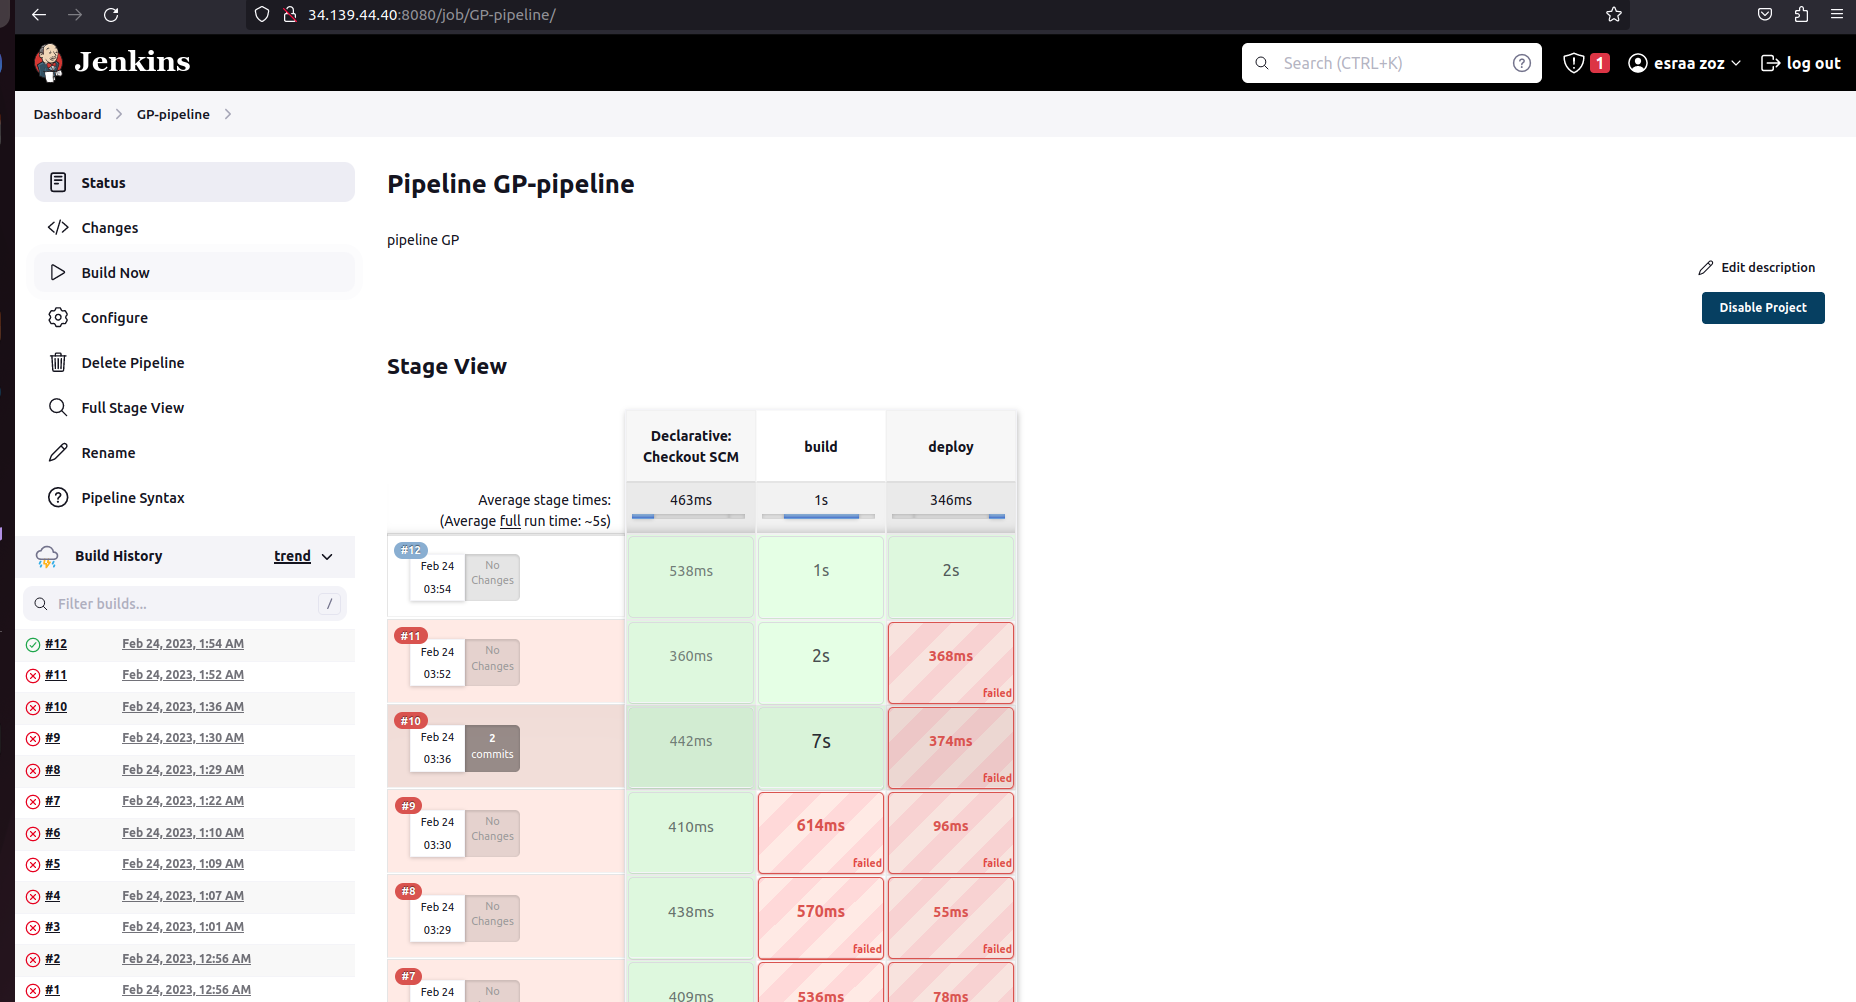 34.139.44.40:8080/job/GP-pipeline/
Jenkins
Search (CTRL+K)
1
esraa zoz
log out
Dashboard
GP-pipeline
Status
Changes
Build Now
Configure
Delete Pipeline
Full Stage View
Rename
Pipeline Syntax
Build History
trend
Filter builds...
/
#12 Feb 24, 2023, 1:54 AM
#11 Feb 24, 2023, 1:52 AM
#10 Feb 24, 2023, 1:36 AM
#9 Feb 24, 2023, 1:30 AM
#8 Feb 24, 2023, 1:29 AM
#7 Feb 24, 2023, 1:22 AM
#6 Feb 24, 2023, 1:10 AM
#5 Feb 24, 2023, 1:09 AM
#4 Feb 24, 2023, 1:07 AM
#3 Feb 24, 2023, 1:01 AM
#2 Feb 24, 2023, 12:56 AM
#1 Feb 24, 2023, 12:56 AM
Pipeline GP-pipeline
pipeline GP
Edit description
Disable Project
Stage View
Declarative:
Checkout SCM
build
deploy
Average stage times:
(Average full run time: ~5s)
463ms
1s
346ms
#12
Feb 24
03:54
No
Changes
538ms
1s
2s
#11
Feb 24
03:52
No
Changes
360ms
2s
368ms
failed
#10
Feb 24
03:36
2
commits
442ms
7s
374ms
failed
#9
Feb 24
03:30
No
Changes
410ms
614ms
failed
96ms
failed
#8
Feb 24
03:29
No
Changes
438ms
570ms
failed
55ms
failed
#7
Feb 24
No
409ms
536ms
78ms